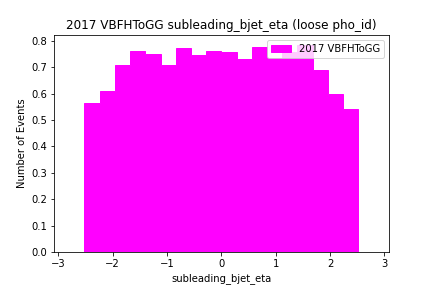 2017 VBFHToGG subleading_bjet_eta (loose pho_id)
2017 VBFHToGG
Number of Events
0.8
0.7
0.6
0.5
0.4
0.3
0.2
0.1
0.0
−3 −2 −1 0 1 2 3
subleading_bjet_eta